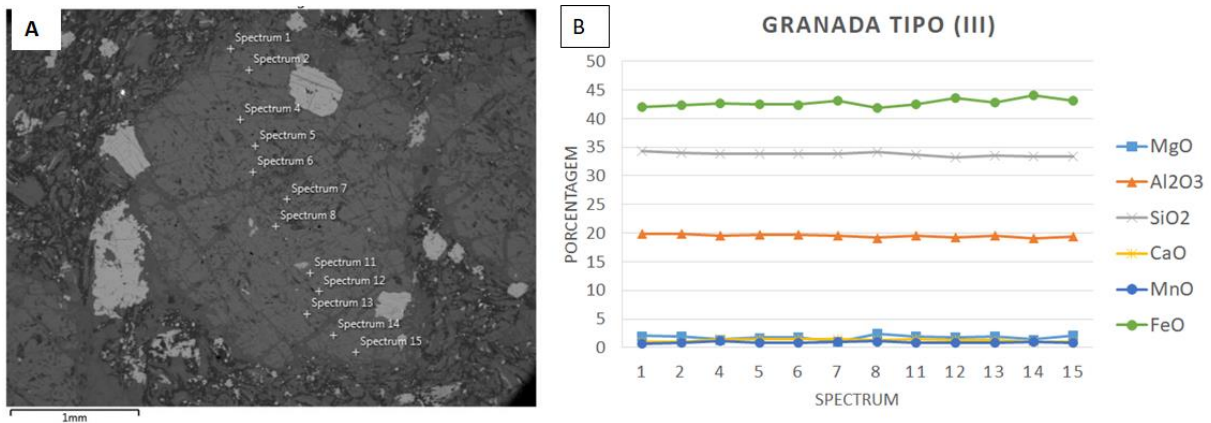 A
Spectrum 1
Spectrum 2
Spectrum 4
Spectrum 5
Spectrum 6
Spectrum 7
Spectrum 8
Spectrum 11
Spectrum 12
Spectrum 13
Spectrum 14
Spectrum 15
1mm
B
GRANADA TIPO (III)
PORCENTAGEM
50
45
40
35
30
25
20
15
10
5
0
1 2 4 5 6 7 8 11 12 13 14 15
SPECTRUM
MgO
Al2O3
SiO2
CaO
MnO
FeO